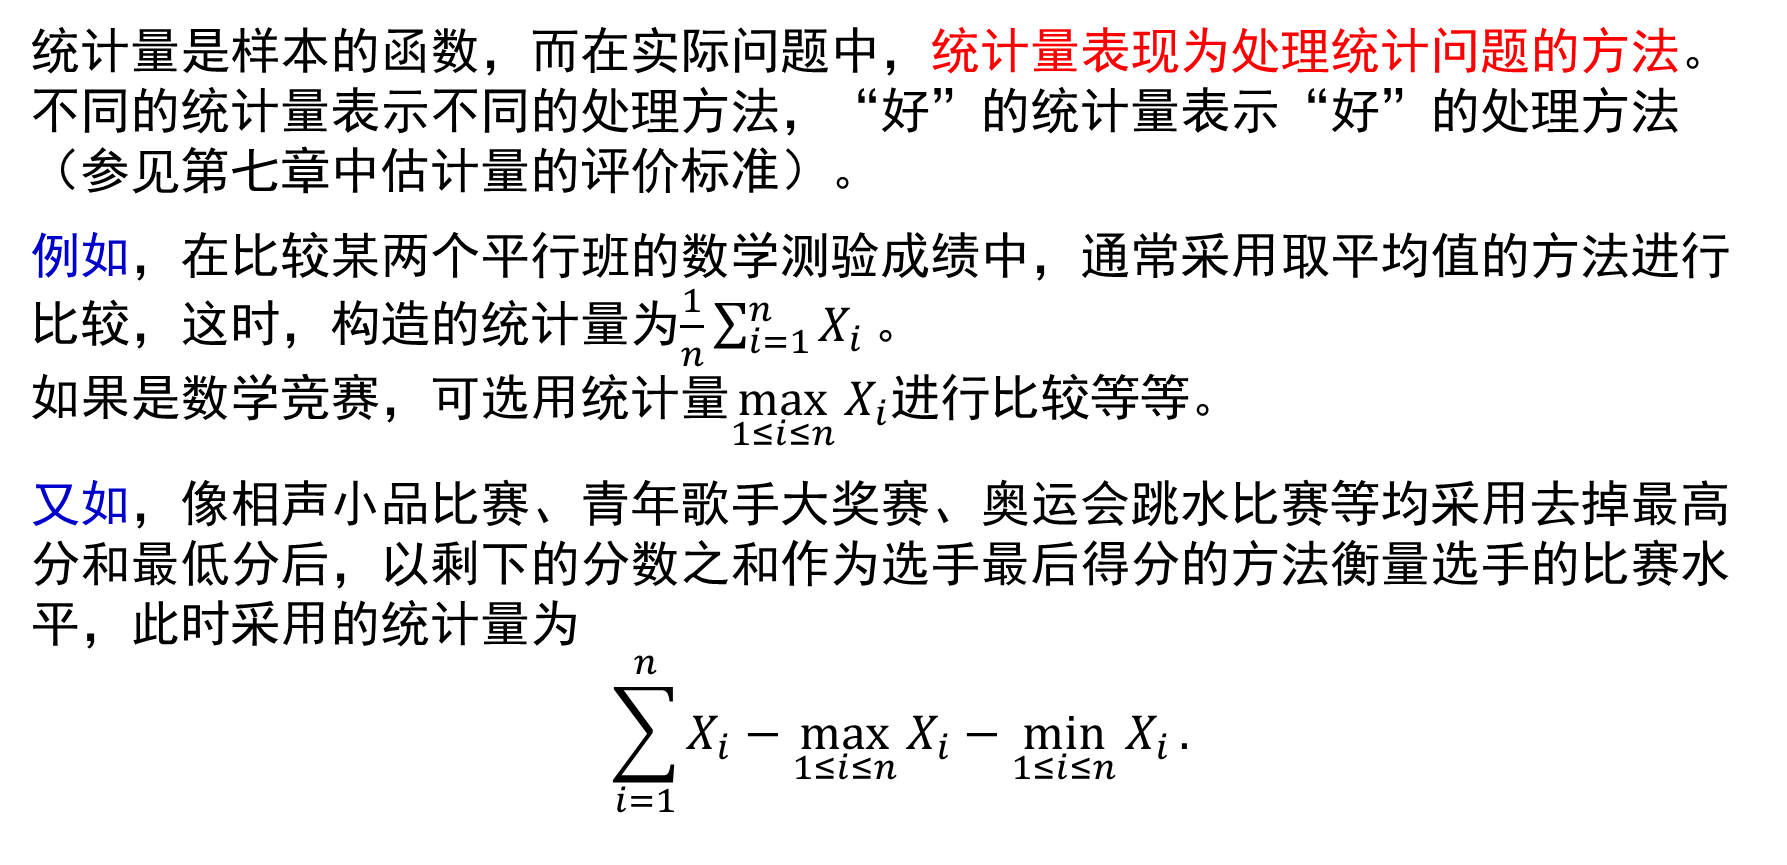 统计量是样本的函数，而在实际问题中，统计量表现为处理统计问题的方法。
不同的统计量表示不同的处理方法，“好”的统计量表示“好”的处理方法
（参见第七章中估计量的评价标准）。
例如，在比较某两个平行班的数学测验成绩中，通常采用取平均值的方法进行
比较，这时，构造的统计量为$\frac{1}{n}\sum_{i=1}^{n} X_i$。
如果是数学竞赛，可选用统计量$\max_{1≤i≤n} X_i$进行比较等等。
又如，像相声小品比赛、青年歌手大奖赛、奥运会跳水比赛等均采用去掉最高
分和最低分后，以剩下的分数之和作为选手最后得分的方法衡量选手的比赛水
平，此时采用的统计量为
$\sum_{i=1}^{n} X_i - \max_{1≤i≤n} X_i - \min_{1≤i≤n} X_i.$